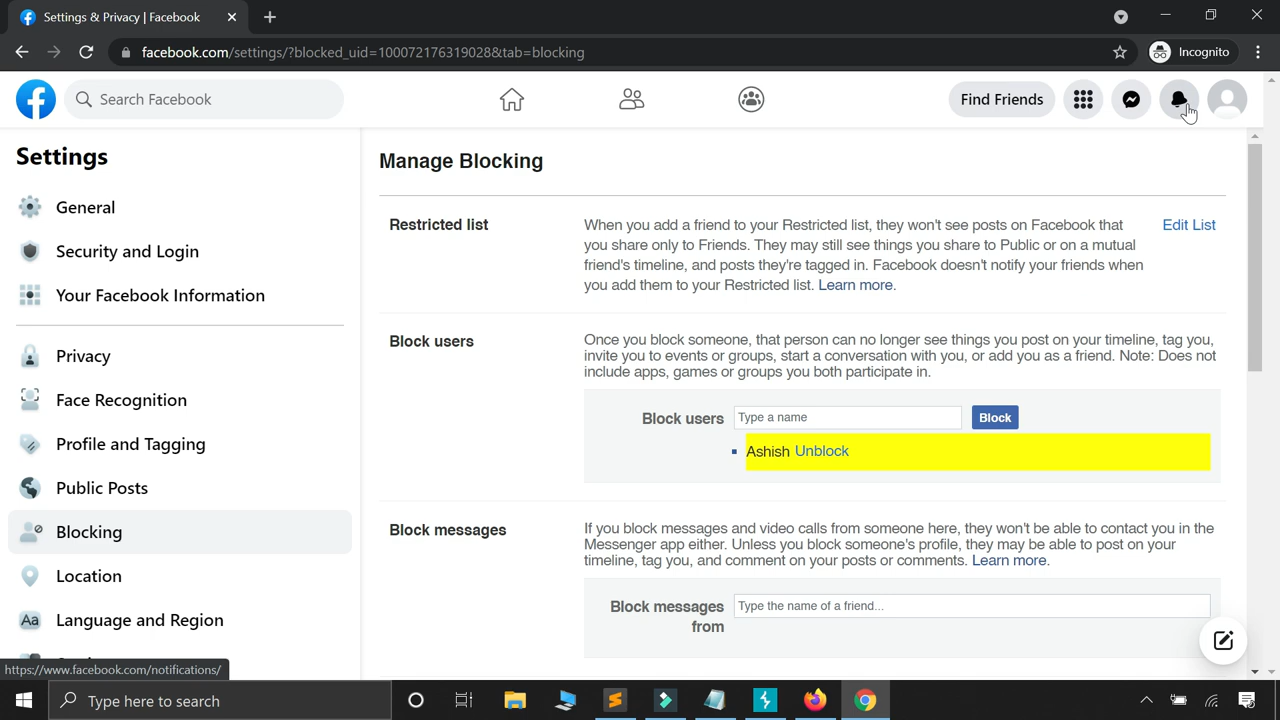 Settings & Privacy | Facebook
facebook.com/settings/?blocked_uid=100072176319028&tab=blocking
Incognito
Search Facebook
Find Friends
Settings
General
Security and Login
Your Facebook Information
Privacy
Face Recognition
Profile and Tagging
Public Posts
Blocking
Location
Aa Language and Region
https://www.facebook.com/notifications/
Manage Blocking
Restricted list
When you add a friend to your Restricted list, they won't see posts on Facebook that
Edit List
you share only to Friends. They may still see things you share to Public or on a mutual
friend's timeline, and posts they're tagged in. Facebook doesn't notify your friends when
you add them to your Restricted list. Learn more.
Block users
Once you block someone, that person can no longer see things you post on your timeline, tag you,
invite you to events or groups, start a conversation with you, or add you as a friend. Note: Does not
include apps, games or groups you both participate in.
Block users
Type a name
Block
Ashish Unblock
Block messages
If you block messages and video calls from someone here, they won't be able to contact you in the
Messenger app either. Unless you block someone's profile, they may be able to post on your
timeline, tag you, and comment on your posts or comments. Learn more.
Block messages
from
Type the name of a friend...
Type here to search